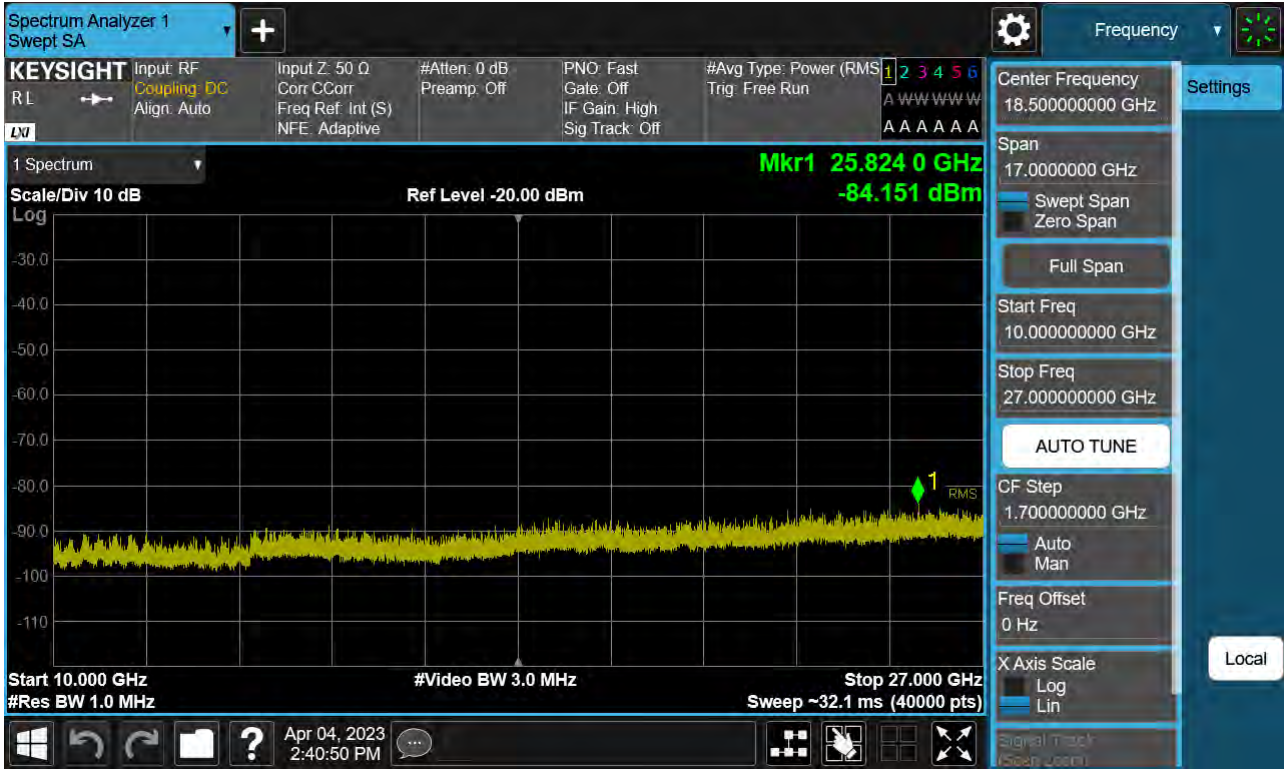 Spectrum Analyzer 1
Swept SA
Frequency
KEYSIGHT
R L
LXI
Input: RF
Coupling: DC
Align: Auto
Input Z: 50 Ω
Corr CCorr
Freq Ref: Int (S)
NFE: Adaptive
#Atten: 0 dB
Preamp: Off
PNO: Fast
Gate: Off
IF Gain: High
Sig Track: Off
#Avg Type: Power (RMS
Trig: Free Run
1 2 3 4 5 6
A W W W W W
A A A A A A
1 Spectrum
Scale/Div 10 dB
Log
Ref Level -20.00 dBm
Mkr1 25.824 0 GHz
-84.151 dBm
-30.0
-40.0
-50.0
-60.0
-70.0
-80.0
-90.0
-100
-110
1
RMS
Start 10.000 GHz
#Res BW 1.0 MHz
#Video BW 3.0 MHz
Stop 27.000 GHz
Sweep ~32.1 ms (40000 pts)
Center Frequency
18.500000000 GHz
Span
17.0000000 GHz
Swept Span
Zero Span
Full Span
Start Freq
10.000000000 GHz
Stop Freq
27.000000000 GHz
AUTO TUNE
CF Step
1.700000000 GHz
Auto
Man
Freq Offset
0 Hz
X Axis Scale
Log
Lin
Signal Track
(Span Zoom)
Settings
Local
?
Apr 04, 2023
2:40:50 PM